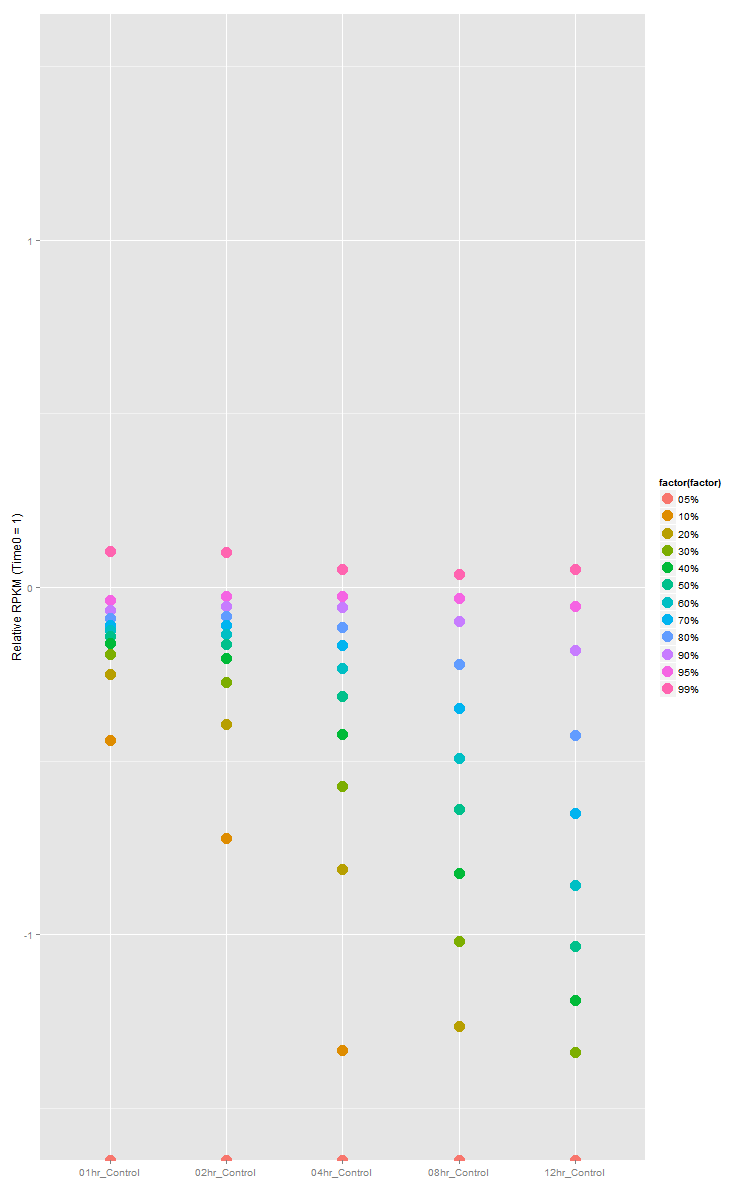 Relative RPKM (Time0 = 1)
1
0
-1
01hr_Control
02hr_Control
04hr_Control
08hr_Control
12hr_Control
factor(factor)
05%
10%
20%
30%
40%
50%
60%
70%
80%
90%
95%
99%